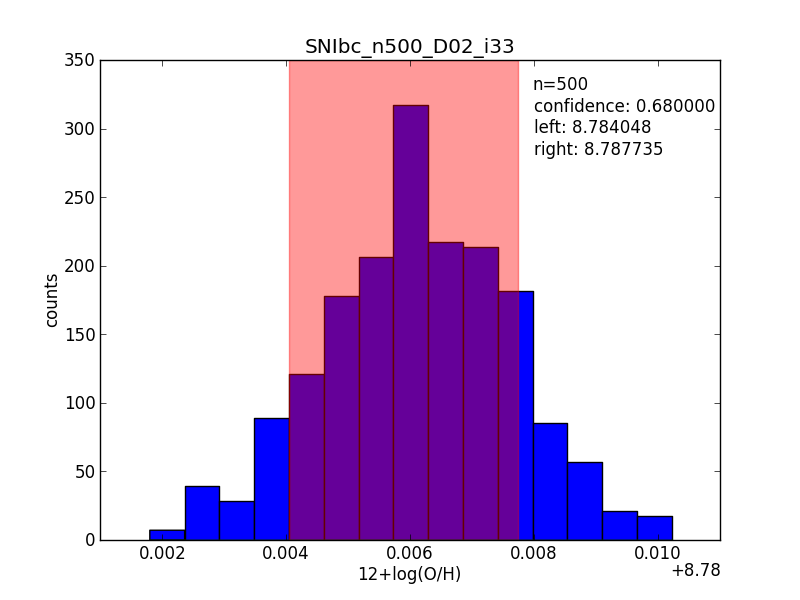 SNIbc_n500_D02_i33
n=500
confidence: 0.680000
left: 8.784048
right: 8.787735
350
300
250
200
150
100
50
0
counts
0.002 0.004 0.006 0.008 0.010
12+log(O/H)
+8.78